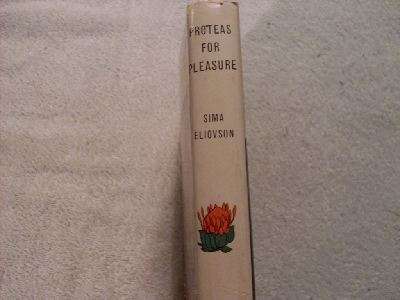 PROTEAS
FOR
PLEASURE
SIMA
ELIOVSON